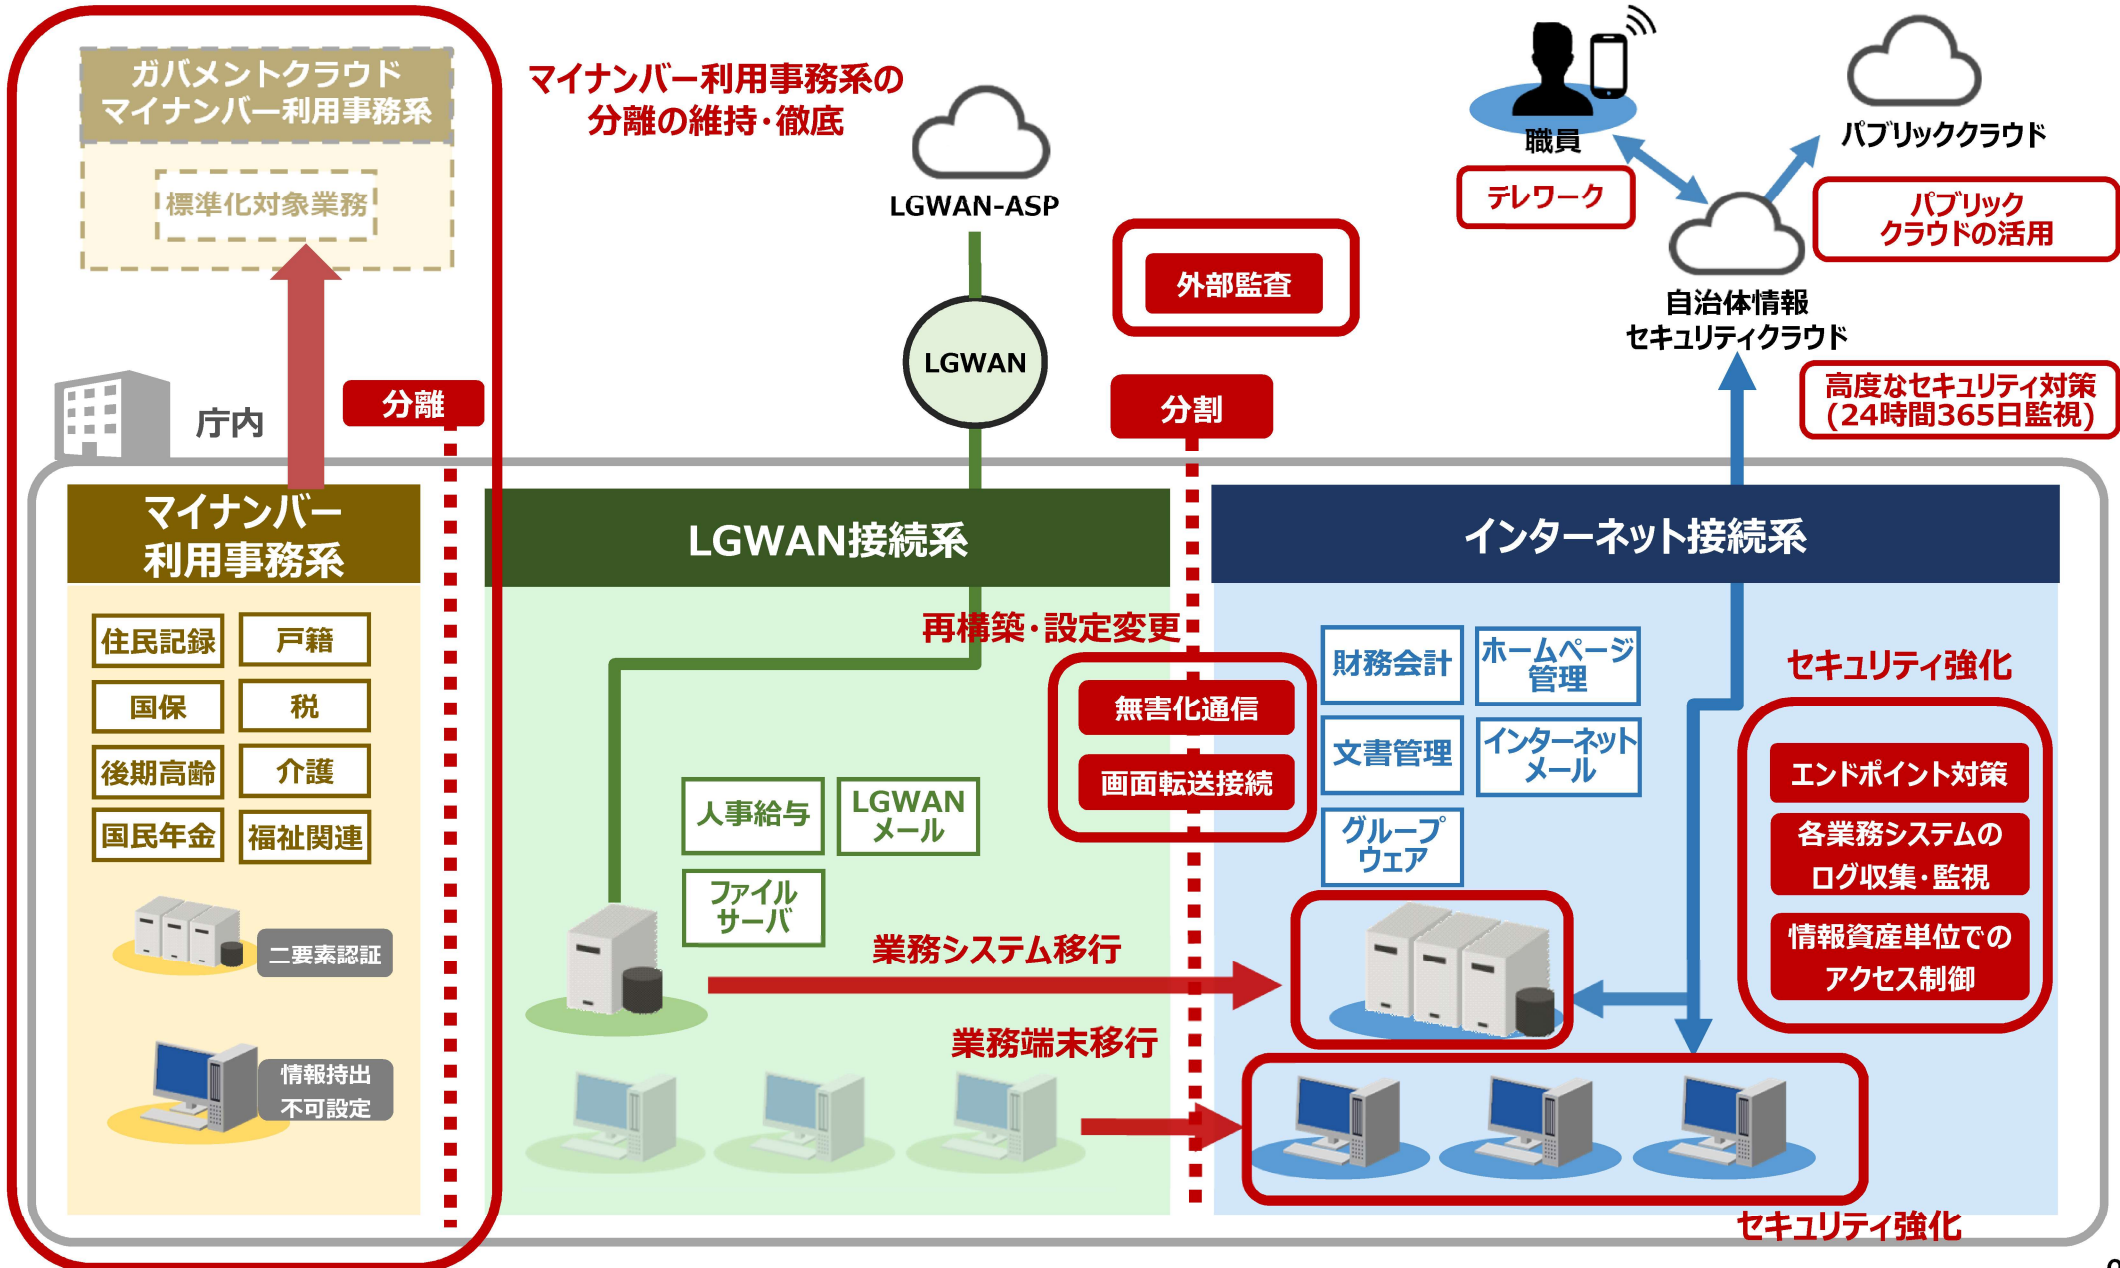 ガバメントクラウド
マイナンバー利用事務系
標準化対象業務
マイナンバー利用事務系の
分離の維持・徹底
LGWAN-ASP
LGWAN
外部監査
職員
テレワーク
パブリッククラウド
パブリック
クラウドの活用
自治体情報
セキュリティクラウド
高度なセキュリティ対策
(24時間365日監視)
庁内
分離
分割
マイナンバー
利用事務系
住民記録
戸籍
国保
税
後期高齢
介護
国民年金
福祉関連
二要素認証
情報持出
不可設定
LGWAN接続系
再構築・設定変更
無害化通信
画面転送接続
人事給与
LGWAN
メール
ファイル
サーバ
業務システム移行
業務端末移行
インターネット接続系
財務会計
ホームページ
管理
文書管理
インターネット
メール
グループ
ウェア
セキュリティ強化
エンドポイント対策
各業務システムの
ログ収集・監視
情報資産単位での
アクセス制御
セキュリティ強化